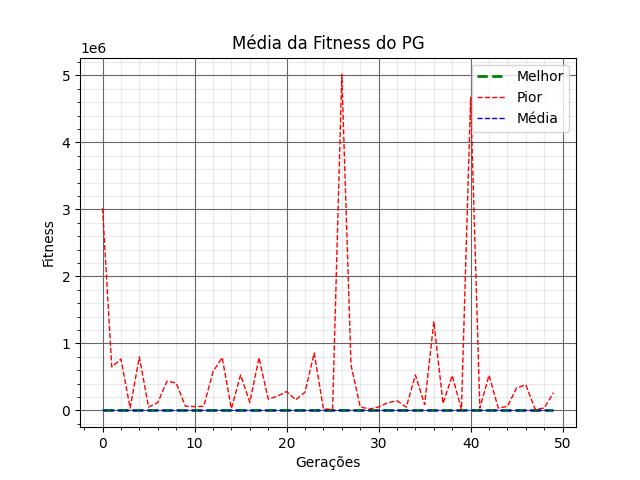 Média da Fitness do PG
1e6
Melhor
Pior
Média
5
4
3
2
1
0
Fitness
0 10 20 30 40 50
Gerações